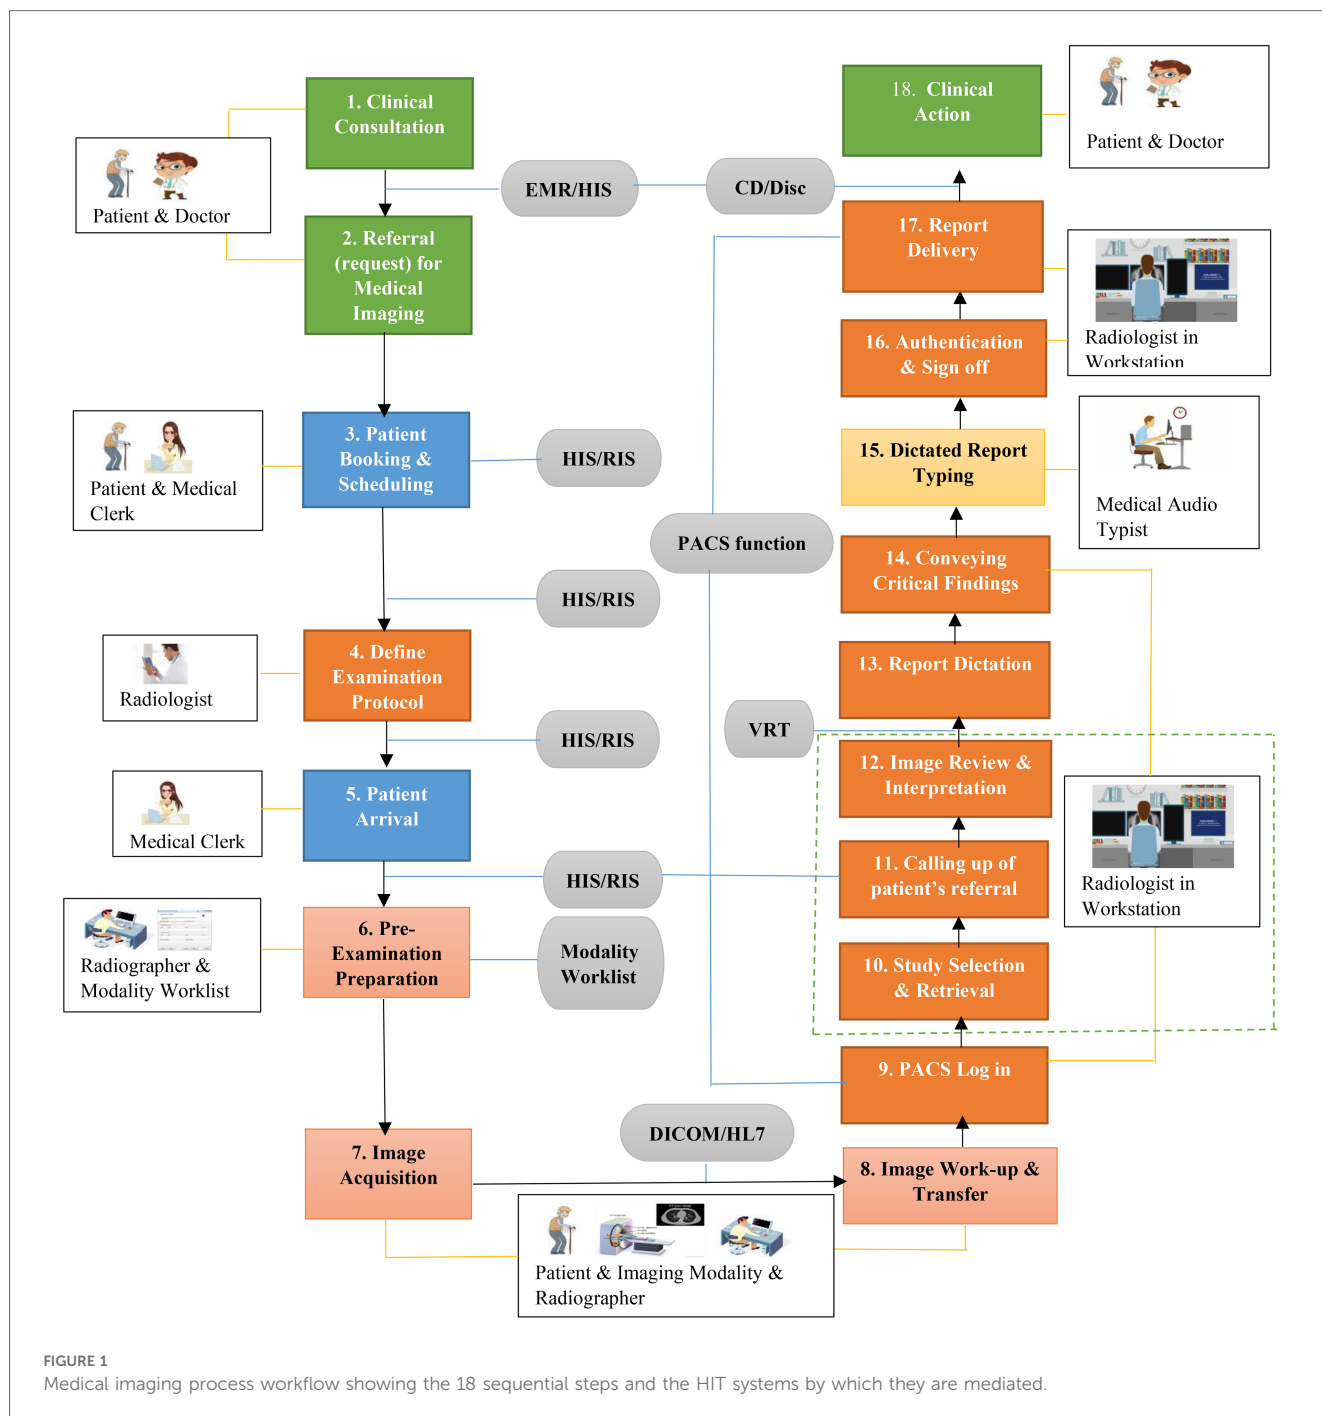 1. Clinical
Consultation
Patient & Doctor
EMR/HIS
2. Referral
(request) for
Medical
Imaging
3. Patient
Booking &
Scheduling
Patient & Medical
Clerk
HIS/RIS
HIS/RIS
4. Define
Examination
Protocol
Radiologist
HIS/RIS
5. Patient
Arrival
Medical Clerk
HIS/RIS
6. Pre-
Examination
Preparation
Radiographer &
Modality Worklist
Modality
Worklist
7. Image
Acquisition
DICOM/HL7
Patient & Imaging Modality &
Radiographer
8. Image Work-up &
Transfer
9. PACS Log in
10. Study Selection
& Retrieval
11. Calling up of
patient’s referral
12. Image Review &
Interpretation
Radiologist in
Workstation
VRT
13. Report Dictation
14. Conveying
Critical Findings
PACS function
15. Dictated Report
Typing
Medical Audio
Typist
16. Authentication
& Sign off
Radiologist in
Workstation
17. Report
Delivery
CD/Disc
18. Clinical
Action
Patient & Doctor
FIGURE 1
Medical imaging process workflow showing the 18 sequential steps and the HIT systems by which they are mediated.